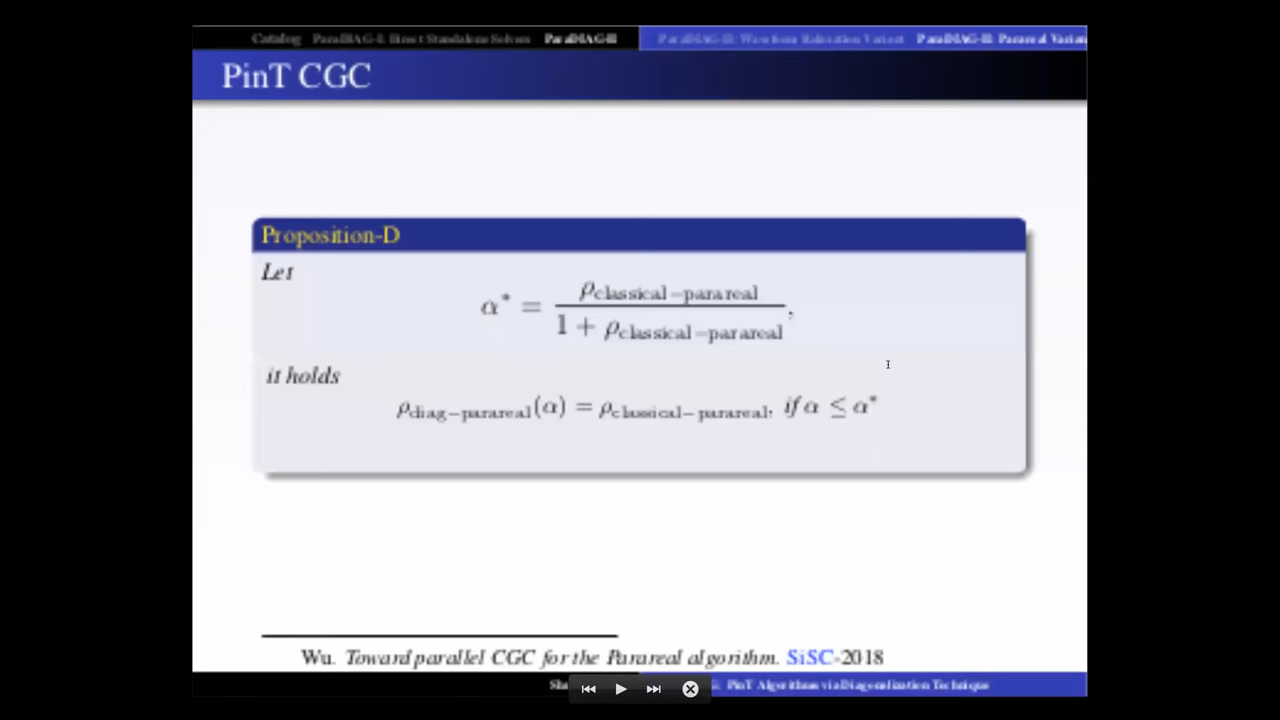 Catalog ParaDIAG-I: Direct Standalone Solvers ParaDIAG-II ParaDIAG-II: Waveform Relaxation Variant ParaDIAG-II: Parareal Varian
PinT CGC
Proposition-D
Let
α* = ρclassical−parareal / 1 + ρclassical−parareal,
it holds
ρdiag−parareal(α) = ρclassical−parareal, if α ≤ α*
Wu. Toward parallel CGC for the Parareal algorithm. SiSC-2018
PinT Algorithms via Diagonalization Technique